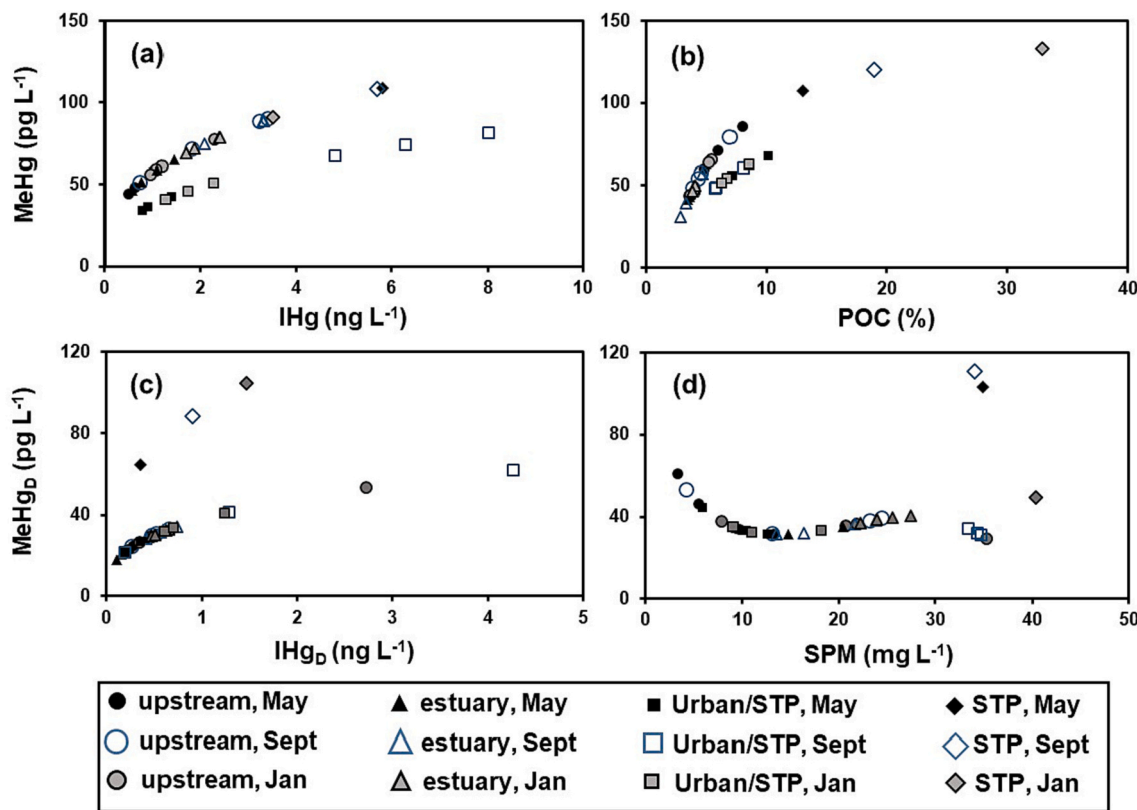 150
100
50
0
MeHg (pg L⁻¹)
(a)
0 2 4 6 8 10
IHg (ng L⁻¹)
150
100
50
0
(b)
0 10 20 30 40
POC (%)
120
80
40
0
MeHg_D (pg L⁻¹)
(c)
0 1 2 3 4 5
IHg_D (ng L⁻¹)
120
80
40
0
(d)
0 10 20 30 40 50
SPM (mg L⁻¹)
upstream, May estuary, May Urban/STP, May STP, May
upstream, Sept estuary, Sept Urban/STP, Sept STP, Sept
upstream, Jan estuary, Jan Urban/STP, Jan STP, Jan